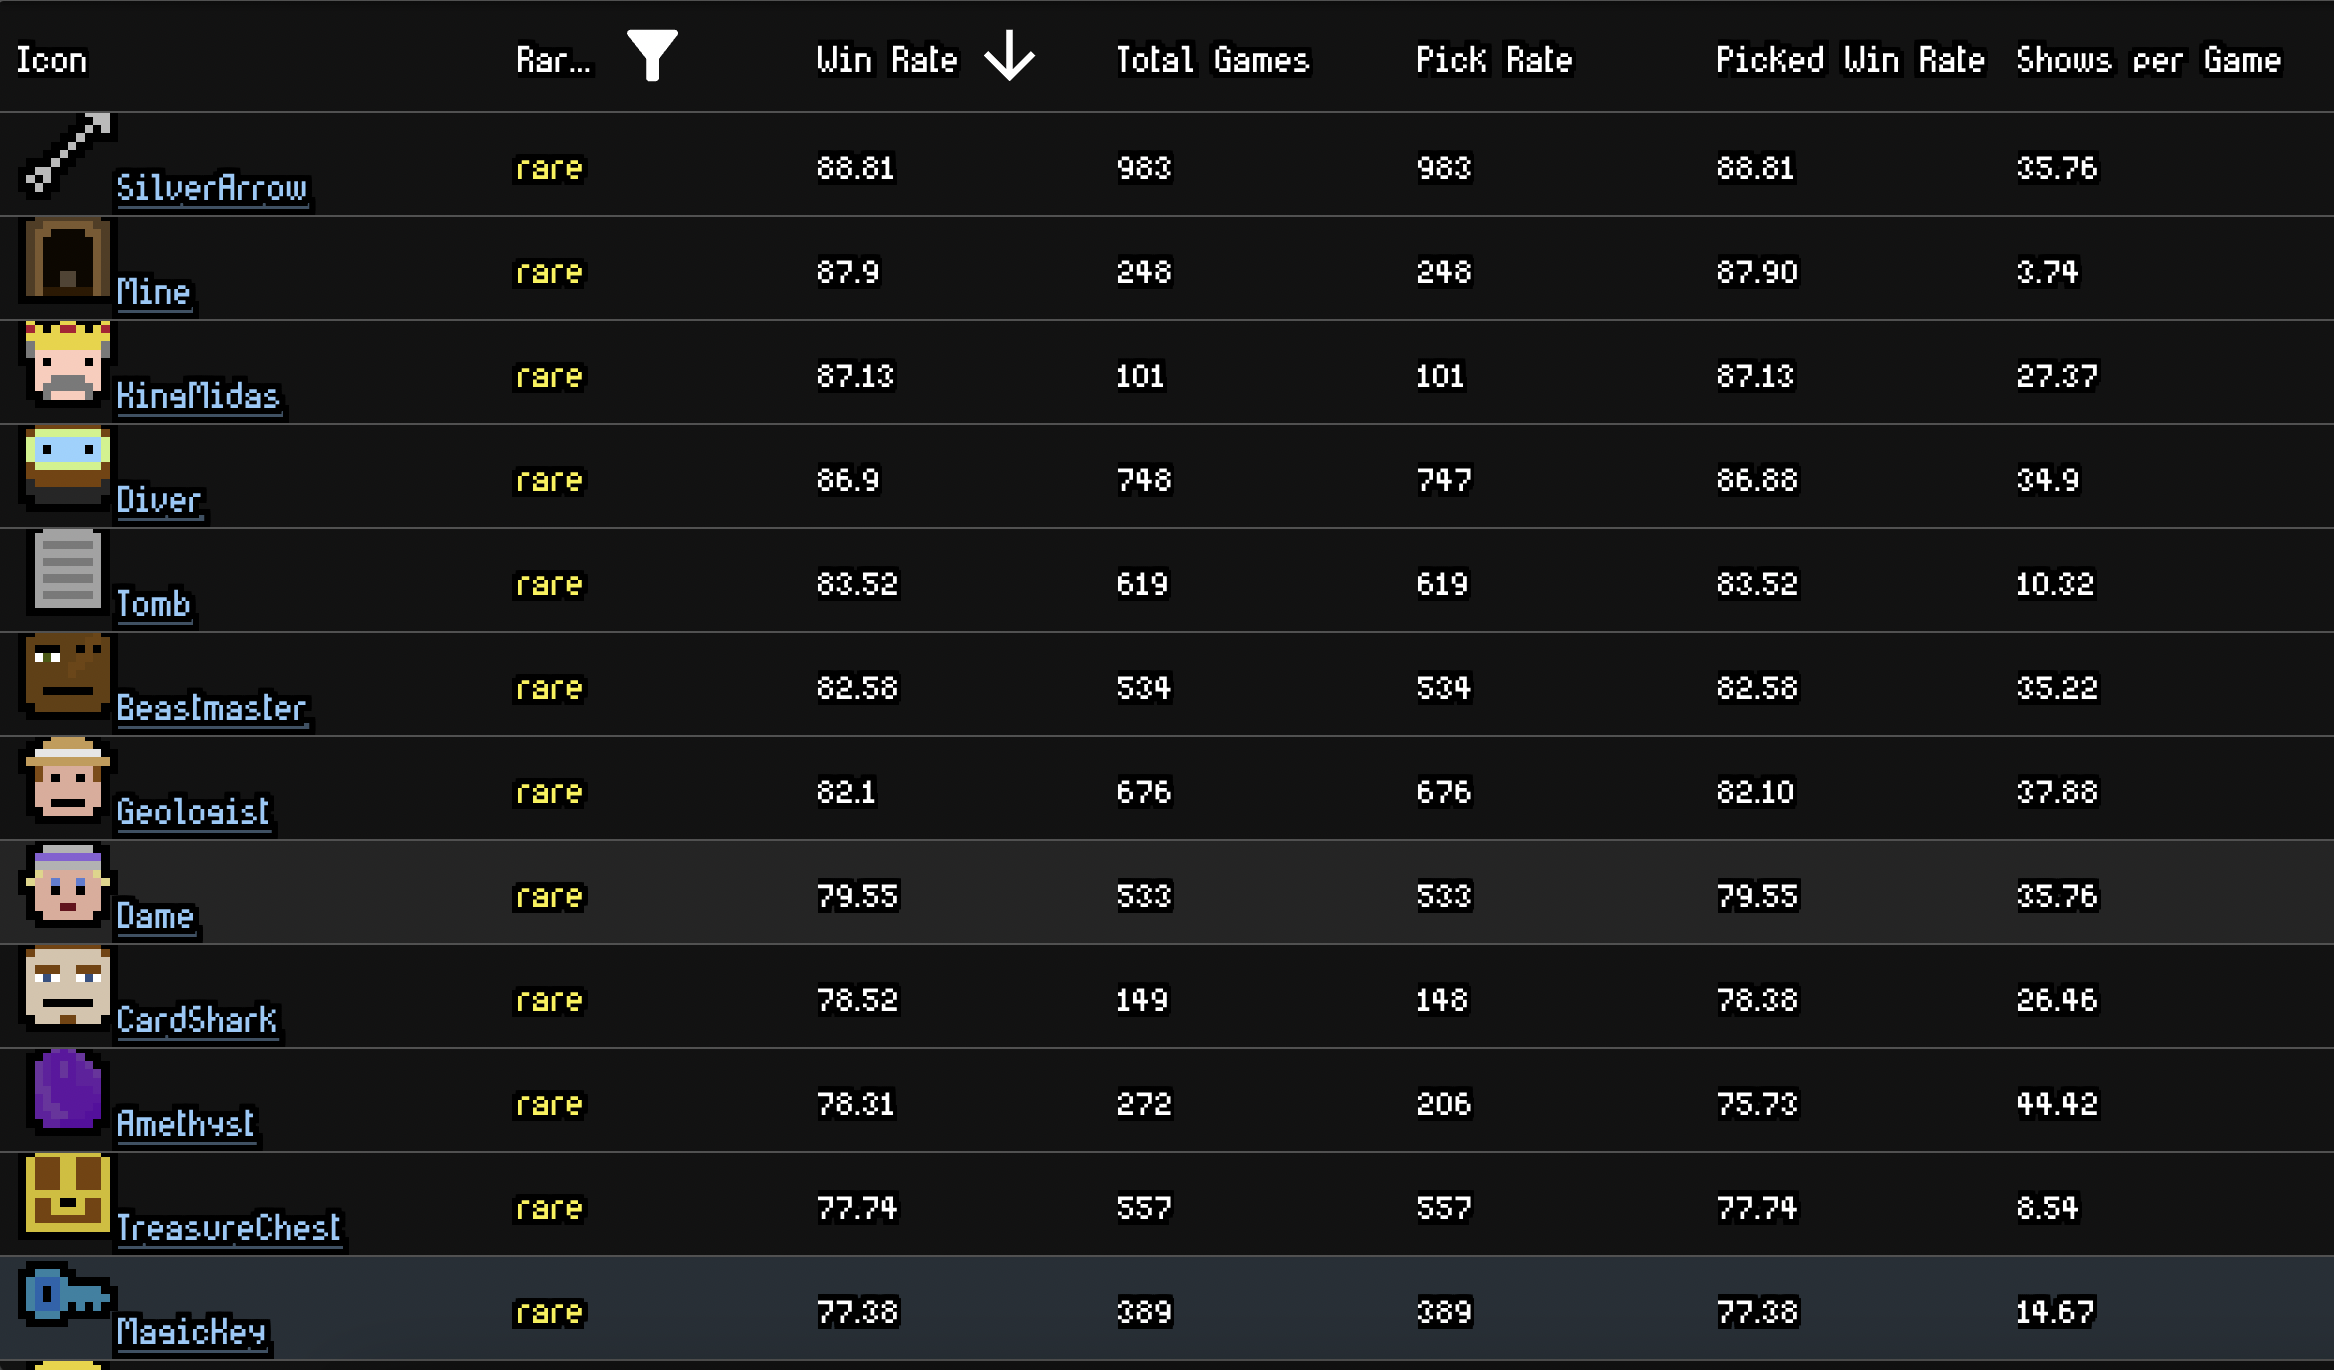 Icon Rar... Win Rate Total Games Pick Rate Picked Win Rate Shows per Game
SilverArrow rare 88.81 983 983 88.81 35.76
Mine rare 87.9 248 248 87.90 3.74
KingMidas rare 87.13 101 101 87.13 27.37
Diver rare 86.9 748 747 86.88 34.9
Tomb rare 83.52 619 619 83.52 10.32
Beastmaster rare 82.58 534 534 82.58 35.22
Geologist rare 82.1 676 676 82.10 37.88
Dame rare 79.55 533 533 79.55 35.76
CardShark rare 78.52 149 148 78.38 26.46
Amethyst rare 78.31 272 206 75.73 44.42
TreasureChest rare 77.74 557 557 77.74 8.54
MagicKey rare 77.38 389 389 77.38 14.67